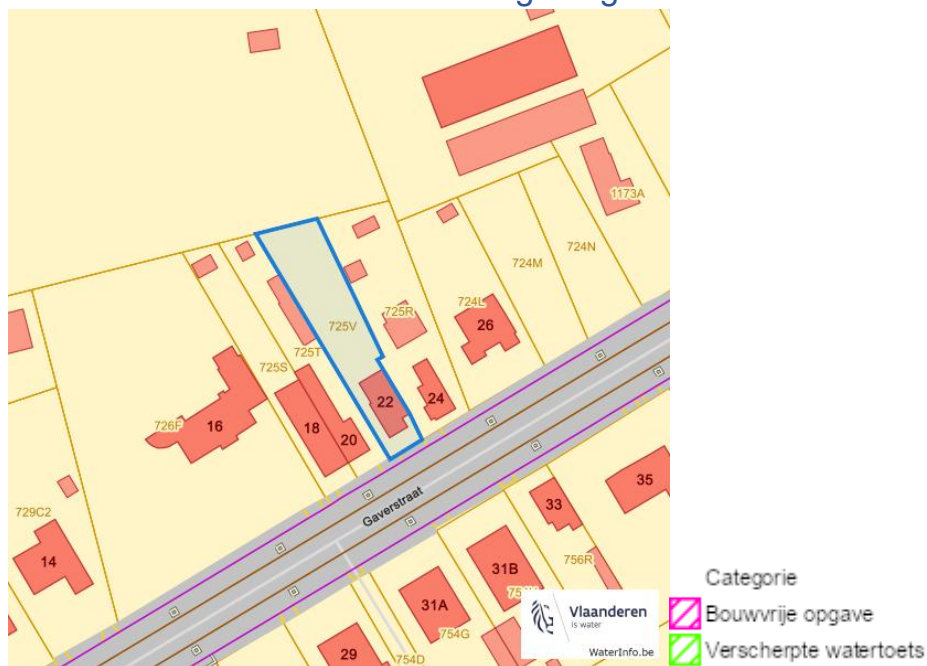 1173A
724N
724M
724L
26
725R
725V
725T
725S
22
24
726F
16
18
20
Gaverstraat
729C2
14
35
33
756R
31B
31A
754G
754D
29
Vlaanderen
is water
WaterInfo.be
Categorie
Bouwvrije opgave
Verscherpte watertoets